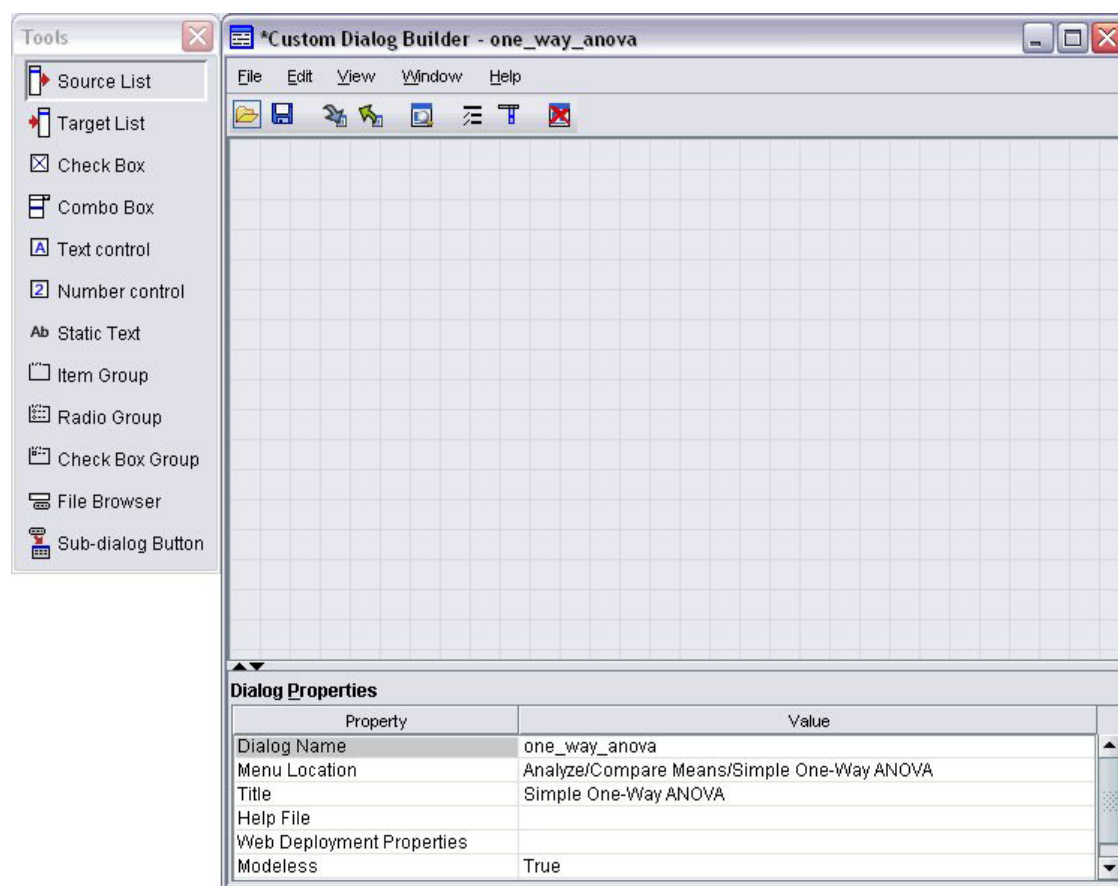 Tools
Source List
Target List
Check Box
Combo Box
A Text control
2 Number control
Ab Static Text
Item Group
Radio Group
Check Box Group
File Browser
Sub-dialog Button
*Custom Dialog Builder - one_way_anova
File Edit View Window Help
Dialog Properties
Property Value
Dialog Name one_way_anova
Menu Location Analyze/Compare Means/Simple One-Way ANOVA
Title Simple One-Way ANOVA
Help File
Web Deployment Properties
Modeless True